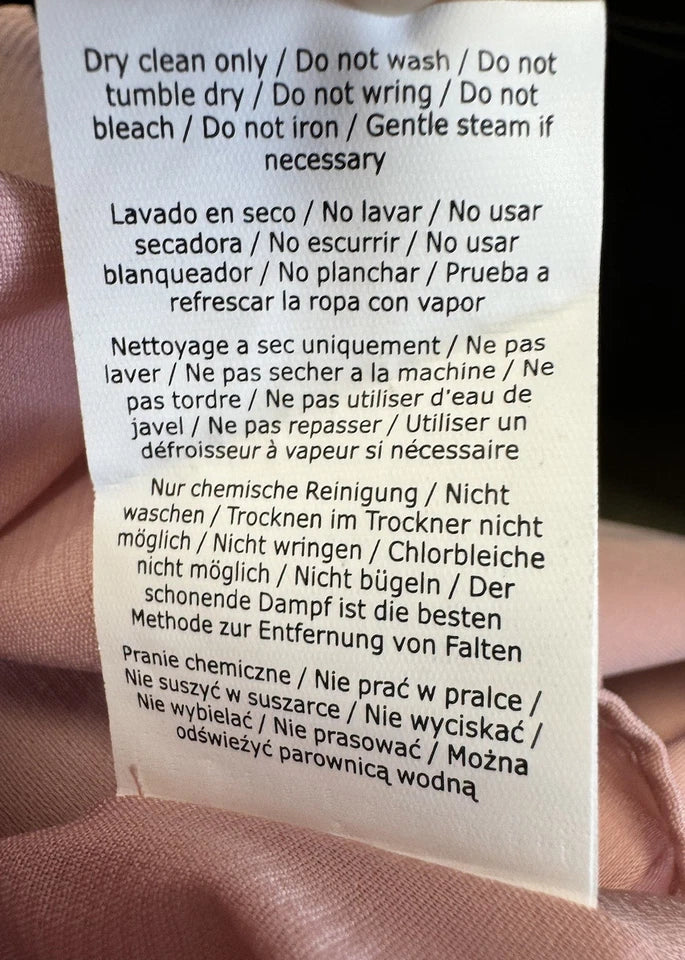 Dry clean only / Do not wash / Do not
tumble dry / Do not wring / Do not
bleach / Do not iron / Gentle steam if
necessary
Lavado en seco / No lavar / No usar
secadora / No escurrir / No usar
blanqueador / No planchar / Prueba a
refrescar la ropa con vapor
Nettoyage a sec uniquement / Ne pas
laver / Ne pas secher a la machine / Ne
pas tordre / Ne pas utiliser d'eau de
javel / Ne pas repasser / Utiliser un
défroisseur à vapeur si nécessaire
Nur chemische Reinigung / Nicht
waschen / Trocknen im Trockner nicht
möglich / Nicht wringen / Chlorbleiche
nicht möglich / Nicht bügeln / Der
schonende Dampf ist die besten
Methode zur Entfernung von Falten
Pranie chemiczne / Nie prać w pralce /
Nie suszyć w suszarce / Nie wyciskać /
Nie wybielać / Nie prasować / Można
odświeżyć parownicą wodną